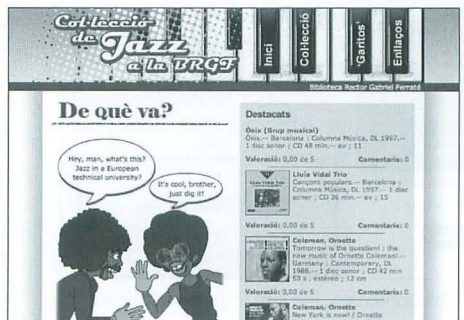 Col·lecció
de Jazz
a la BRGF
Inici
Col·lecció
'Garitos'
Enllaços
Biblioteca Rector Gabriel Ferraté
De què va?
Hey, man, what's this?
Jazz in a European
technical university?
It's cool, brother,
just dig it!
Destacats
Ònix (Grup musical)
Ònix.-- Barcelona : Columna Música, DL 1997.--
1 disc sonor ; CD 48 min.-- av ; 11
Valoració: 0,00 de 5 Comentaris: 0
Lluís Vidal Trio
Cançons populars.-- Barcelona :
Columna Música, DL 1997.-- 1 disc
sonor ; CD 36 min.-- av ; 15
Valoració: 0,00 de 5 Comentaris: 0
Coleman, Ornette
Tomorrow is the question! : the
new music of Ornette Coleman!.--
Germany : Contemporary, DL
1988.-- 1 disc sonor ; CD 42 min
50 s , estèreo ; 12 cm
Valoració: 0,00 de 5 Comentaris: 0
Coleman, Ornette
New York is now! / Ornette